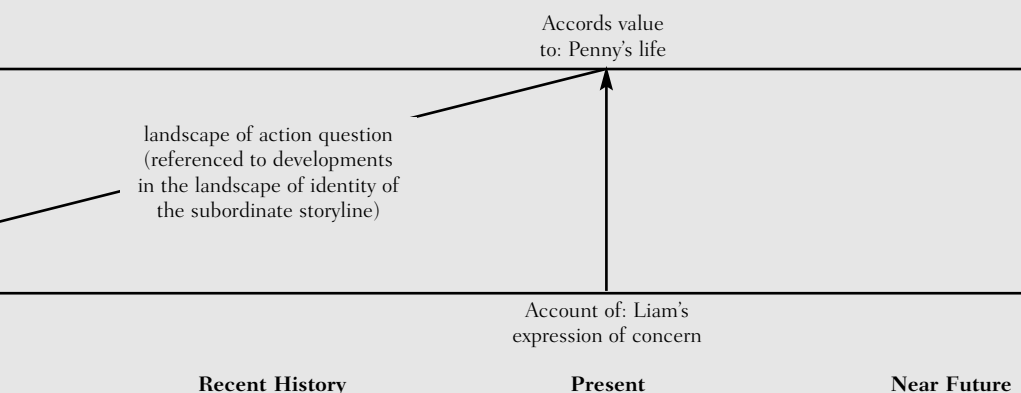 Accords value
to: Penny's life
landscape of action question
(referenced to developments
in the landscape of identity of
the subordinate storyline)
Account of: Liam's
expression of concern
Recent History
Present
Near Future